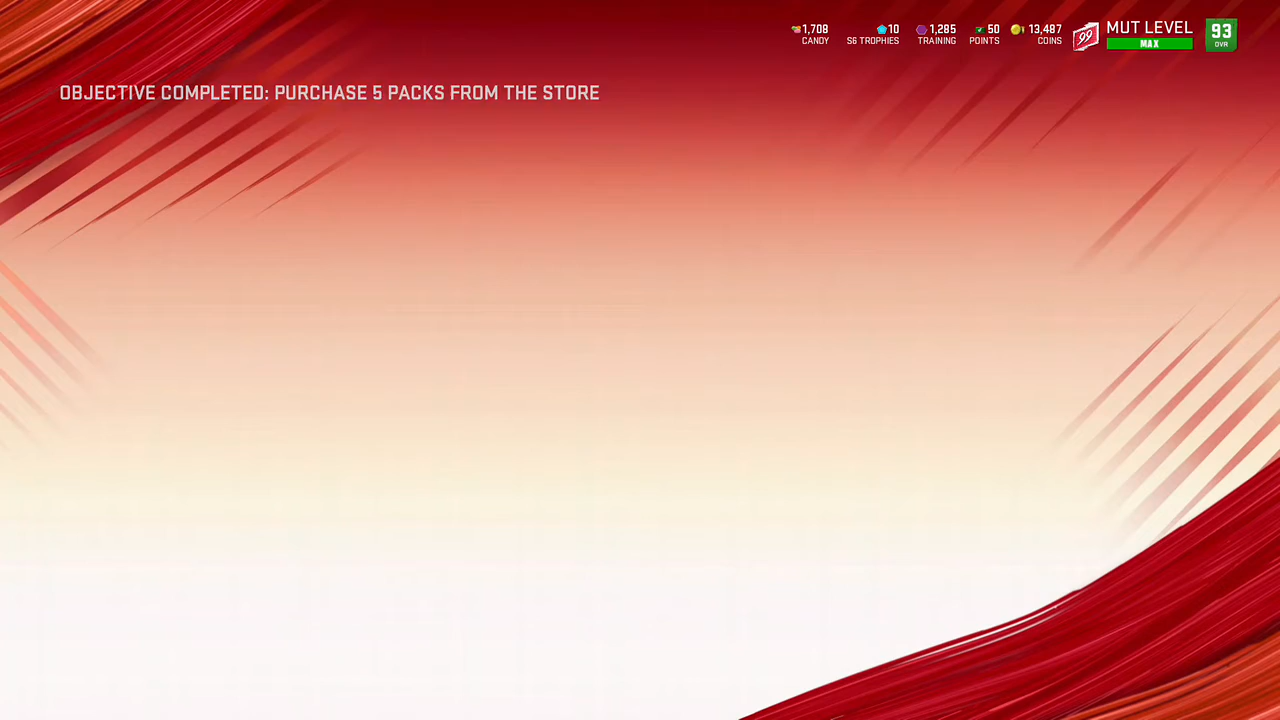 1,708 10 1,285 50 13,487 99 MUT LEVEL 93
CANDY S6 TROPHIES TRAINING POINTS COINS MAX OVR
OBJECTIVE COMPLETED: PURCHASE 5 PACKS FROM THE STORE